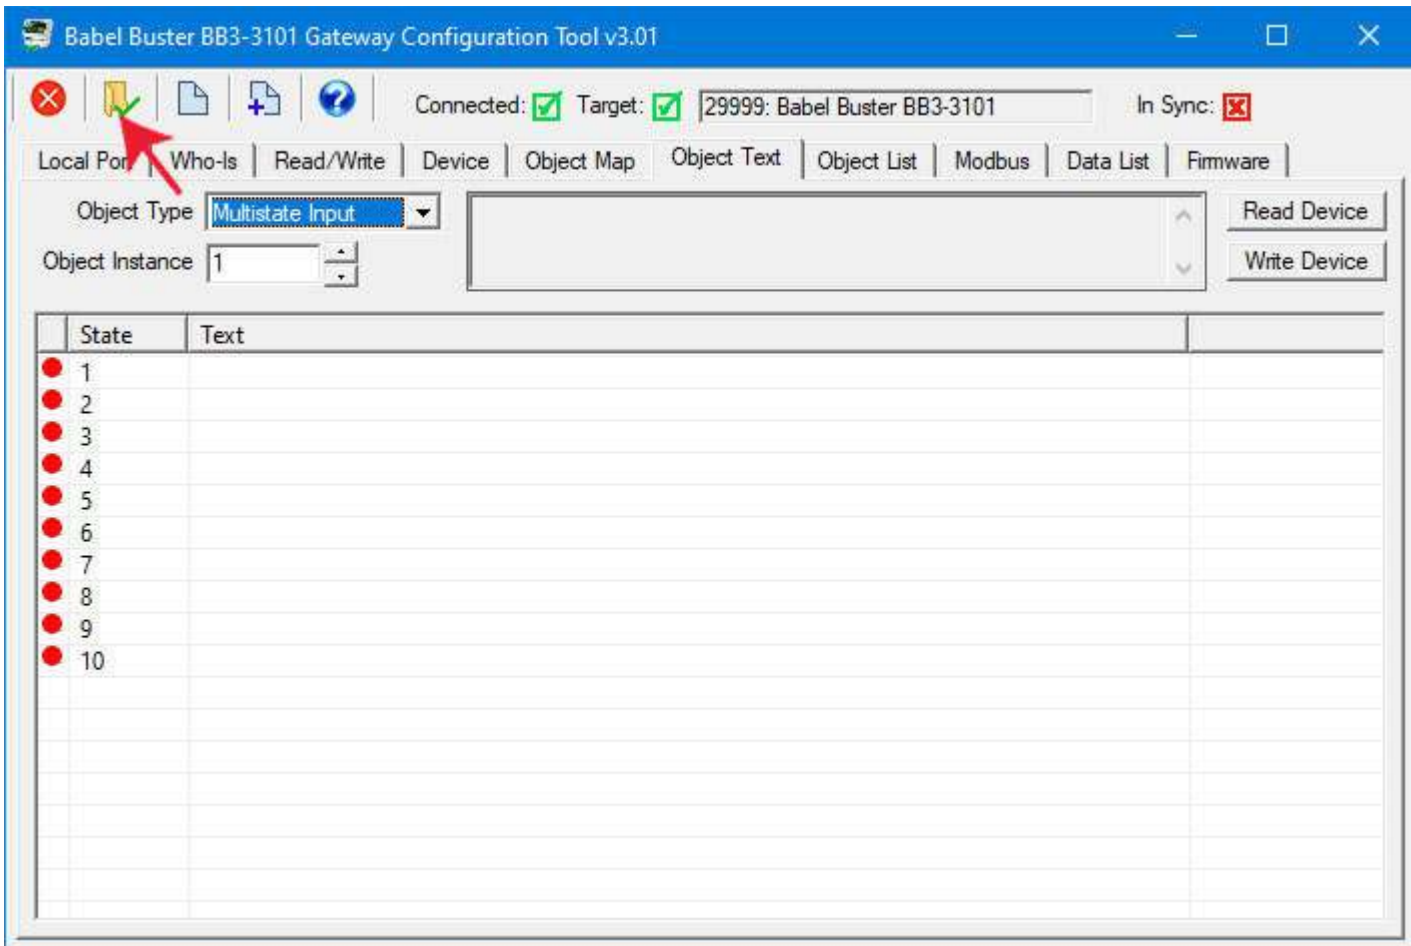 Babel Buster BB3-3101 Gateway Configuration Tool v3.01
Connected: Target: 29999: Babel Buster BB3-3101 In Sync:
Local Port Who-Is Read/Write Device Object Map Object Text Object List Modbus Data List Firmware
Object Type Multistate Input Read Device
Object Instance 1 Write Device
State Text
1
2
3
4
5
6
7
8
9
10